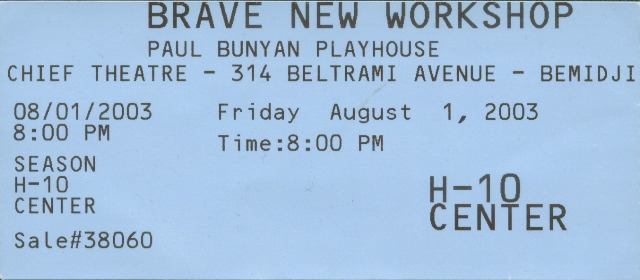 BRAVE NEW WORKSHOP
PAUL BUNYAN PLAYHOUSE
CHIEF THEATRE - 314 BELTRAMI AVENUE - BEMIDJI
08/01/2003 Friday August 1, 2003
8:00 PM Time:8:00 PM
SEASON
H-10 H-10
CENTER CENTER
Sale#38060